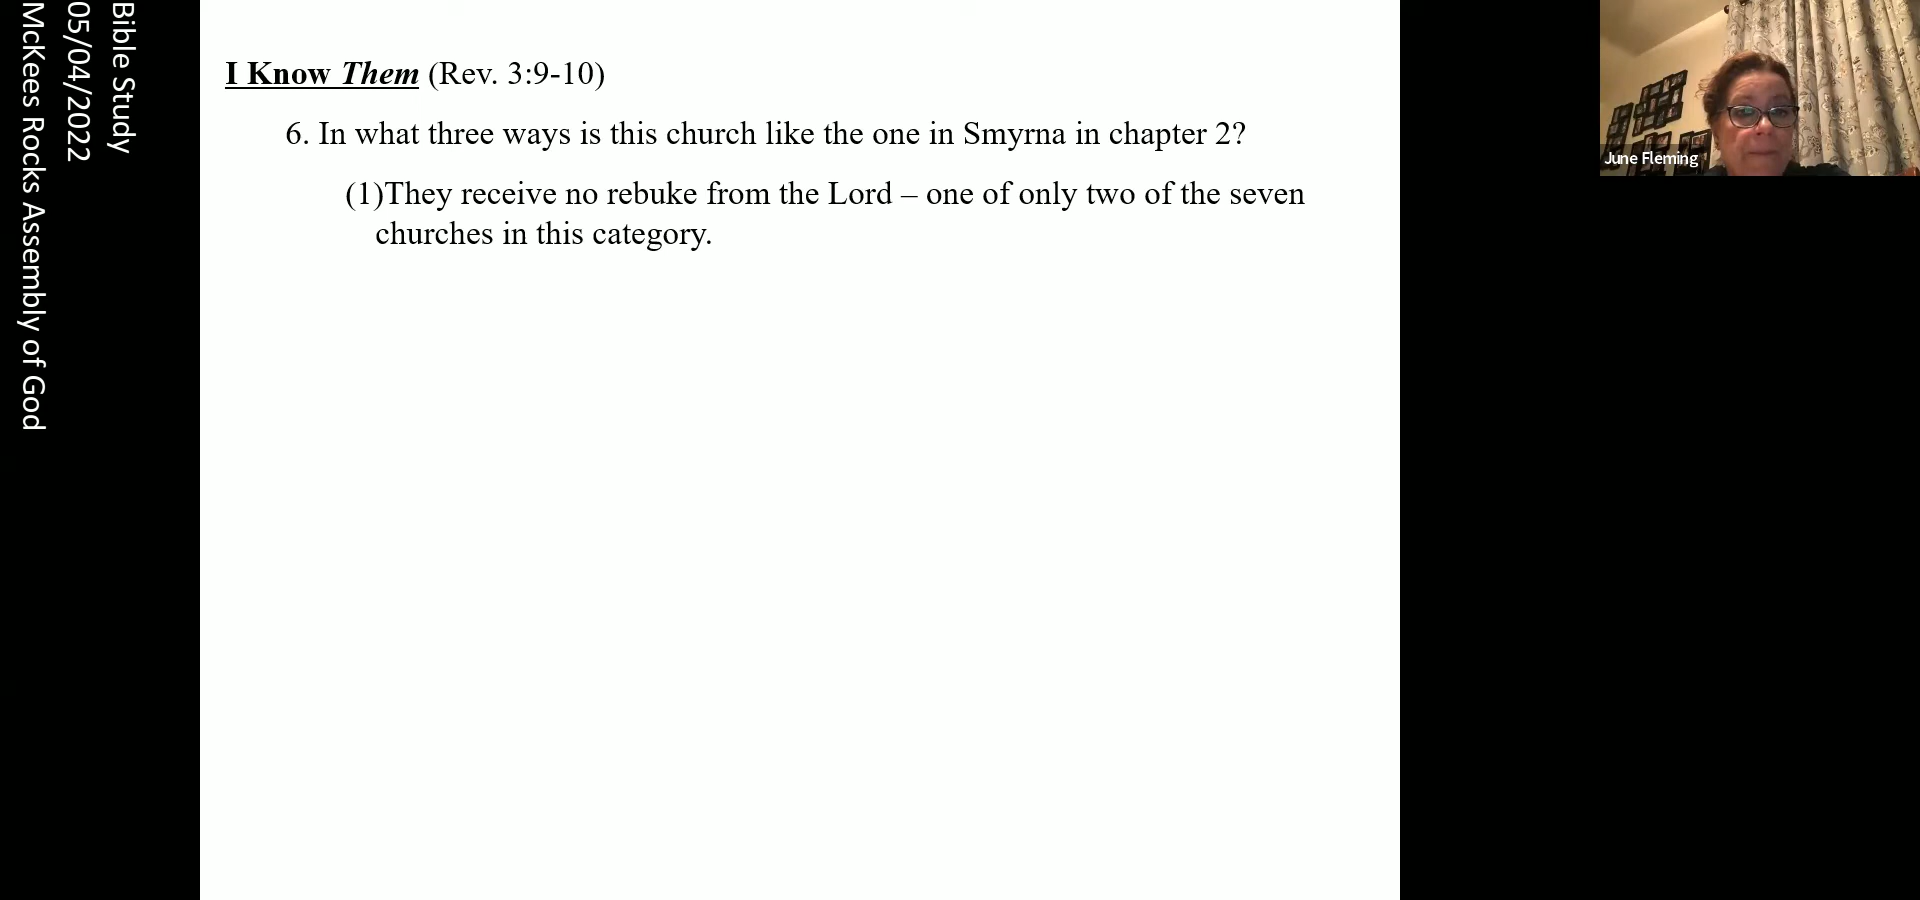 Bible Study
05/04/2022
McKees Rocks Assembly of God
I Know Them (Rev. 3:9-10)
6. In what three ways is this church like the one in Smyrna in chapter 2?
(1)They receive no rebuke from the Lord – one of only two of the seven
churches in this category.
June Fleming